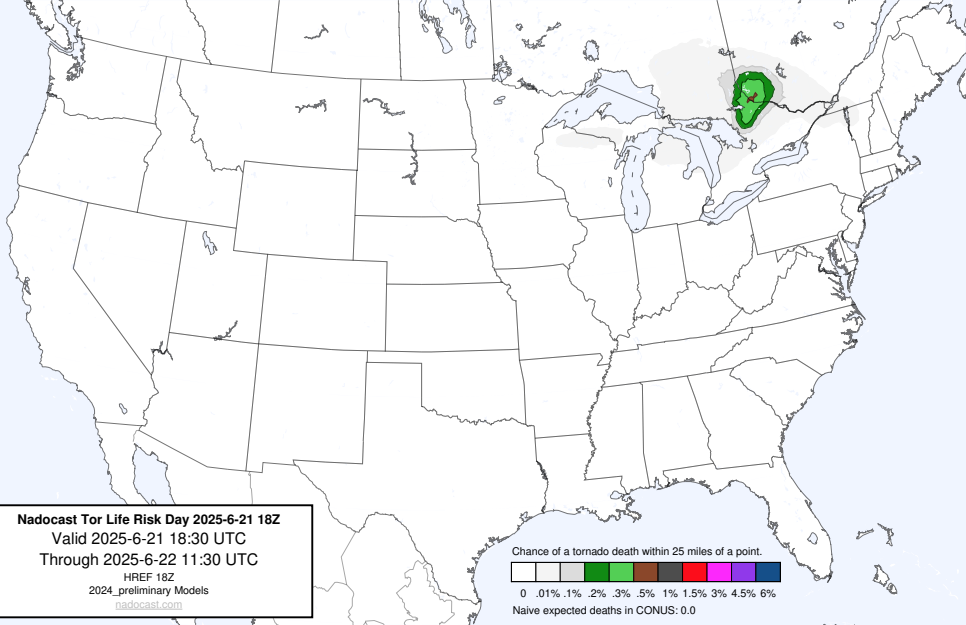 Nadocast Tor Life Risk Day 2025-6-21 18Z
Valid 2025-6-21 18:30 UTC
Through 2025-6-22 11:30 UTC
HREF 18Z
2024_preliminary Models
nadocast.com
Chance of a tornado death within 25 miles of a point.
0 .01% .1% .2% .3% .5% 1% 1.5% 3% 4.5% 6%
Naive expected deaths in CONUS: 0.0